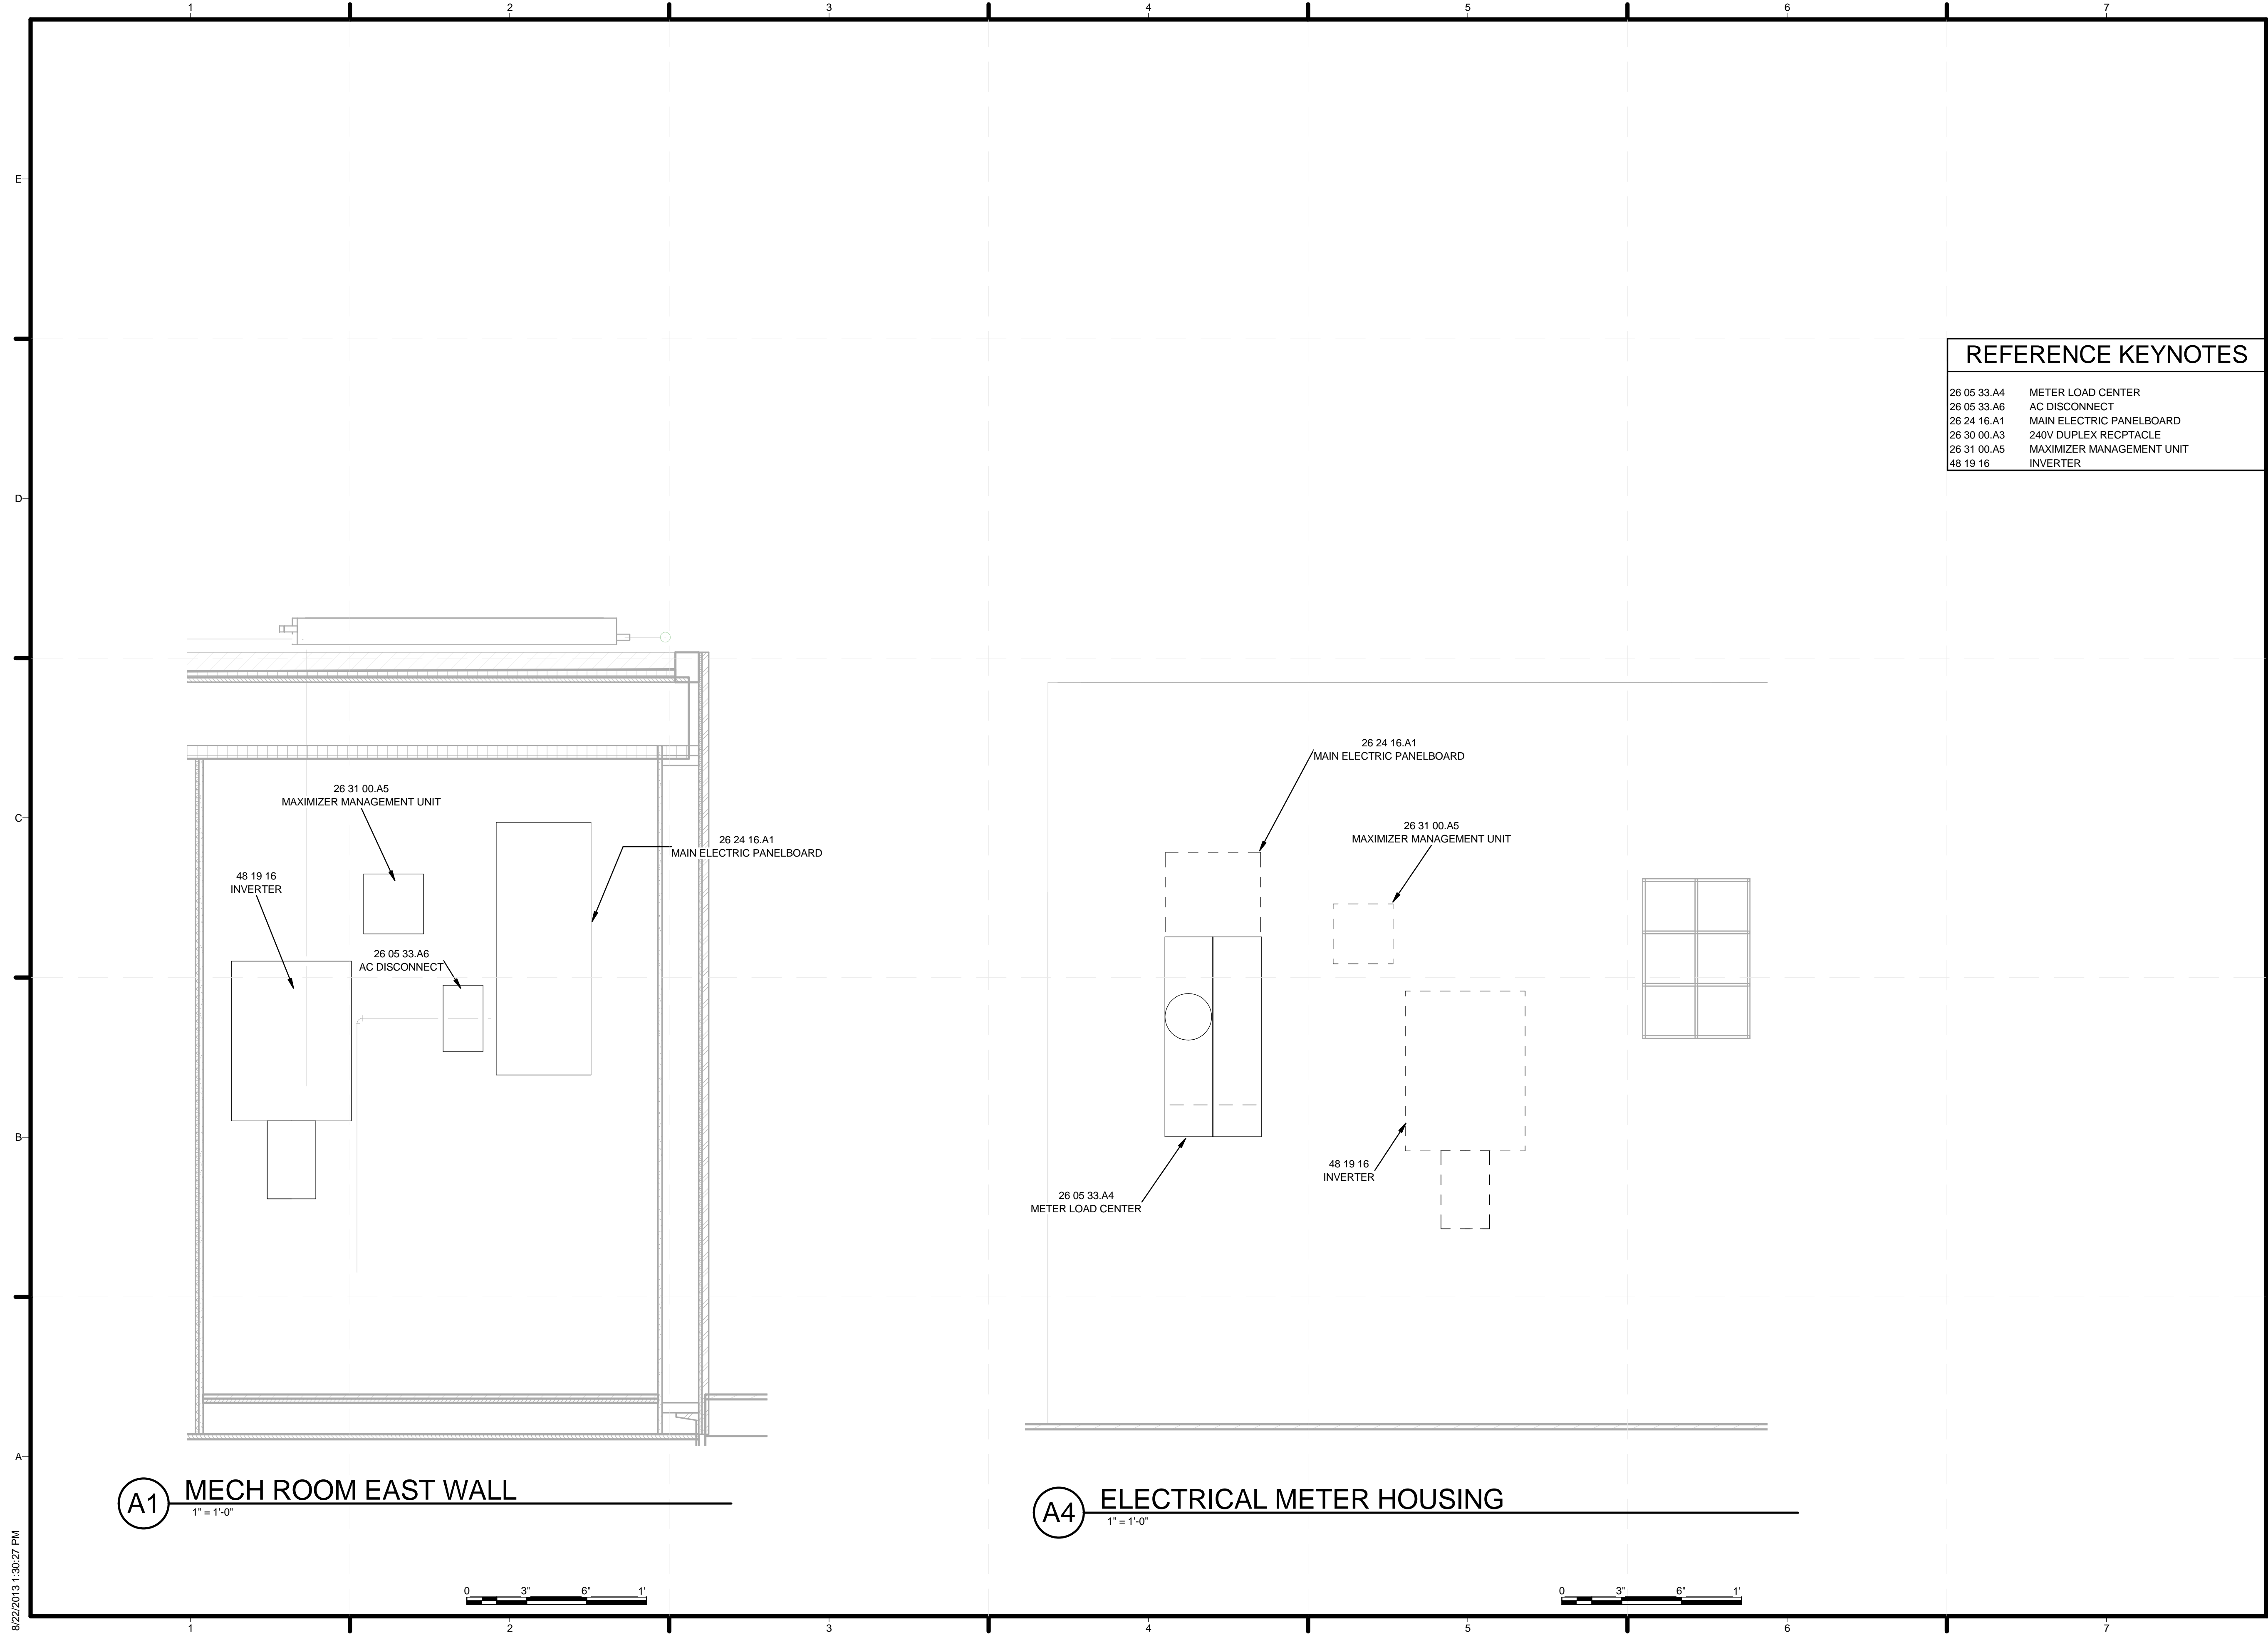 1 2 3 4 5 6 7
E
D
C
B
A
REFERENCE KEYNOTES
26 05 33.A4 METER LOAD CENTER
26 05 33.A6 AC DISCONNECT
26 24 16.A1 MAIN ELECTRIC PANELBOARD
26 30 00.A3 240V DUPLEX RECPTACLE
26 31 00.A5 MAXIMIZER MANAGEMENT UNIT
48 19 16 INVERTER
26 31 00.A5
MAXIMIZER MANAGEMENT UNIT
26 24 16.A1
MAIN ELECTRIC PANELBOARD
48 19 16
INVERTER
26 05 33.A6
AC DISCONNECT
26 24 16.A1
MAIN ELECTRIC PANELBOARD
26 31 00.A5
MAXIMIZER MANAGEMENT UNIT
48 19 16
INVERTER
26 05 33.A4
METER LOAD CENTER
A1 MECH ROOM EAST WALL
1" = 1'-0"
A4 ELECTRICAL METER HOUSING
1" = 1'-0"
0 3" 6" 1'
0 3" 6" 1'
8/22/2013 1:30:27 PM
1 2 3 4 5 6 7